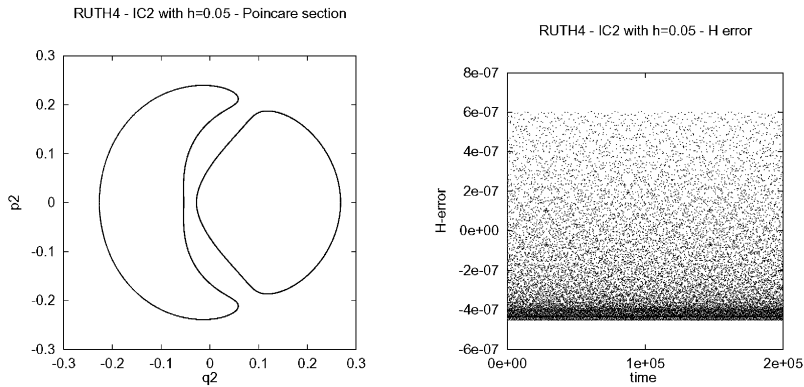 RUTH4 - IC2 with h=0.05 - Poincare section
0.3
0.2
0.1
0
-0.1
-0.2
-0.3
p2
-0.3 -0.2 -0.1 0 0.1 0.2 0.3
q2
RUTH4 - IC2 with h=0.05 - H error
8e-07
6e-07
4e-07
2e-07
0e+00
-2e-07
-4e-07
-6e-07
H-error
0e+00 1e+05 2e+05
time